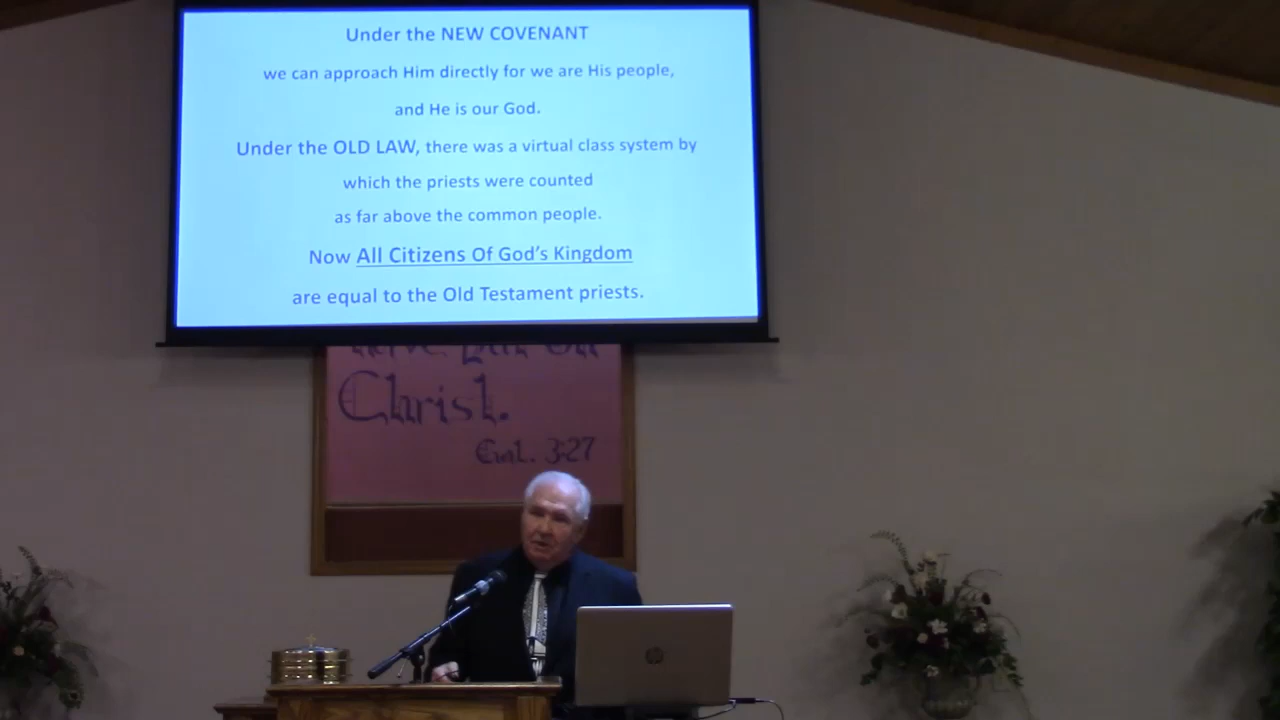 Under the NEW COVENANT
we can approach Him directly for we are His people,
and He is our God.
Under the OLD LAW, there was a virtual class system by
which the priests were counted
as far above the common people.
Now All Citizens Of God's Kingdom
are equal to the Old Testament priests.
Christ.
Gal. 3:27
hp